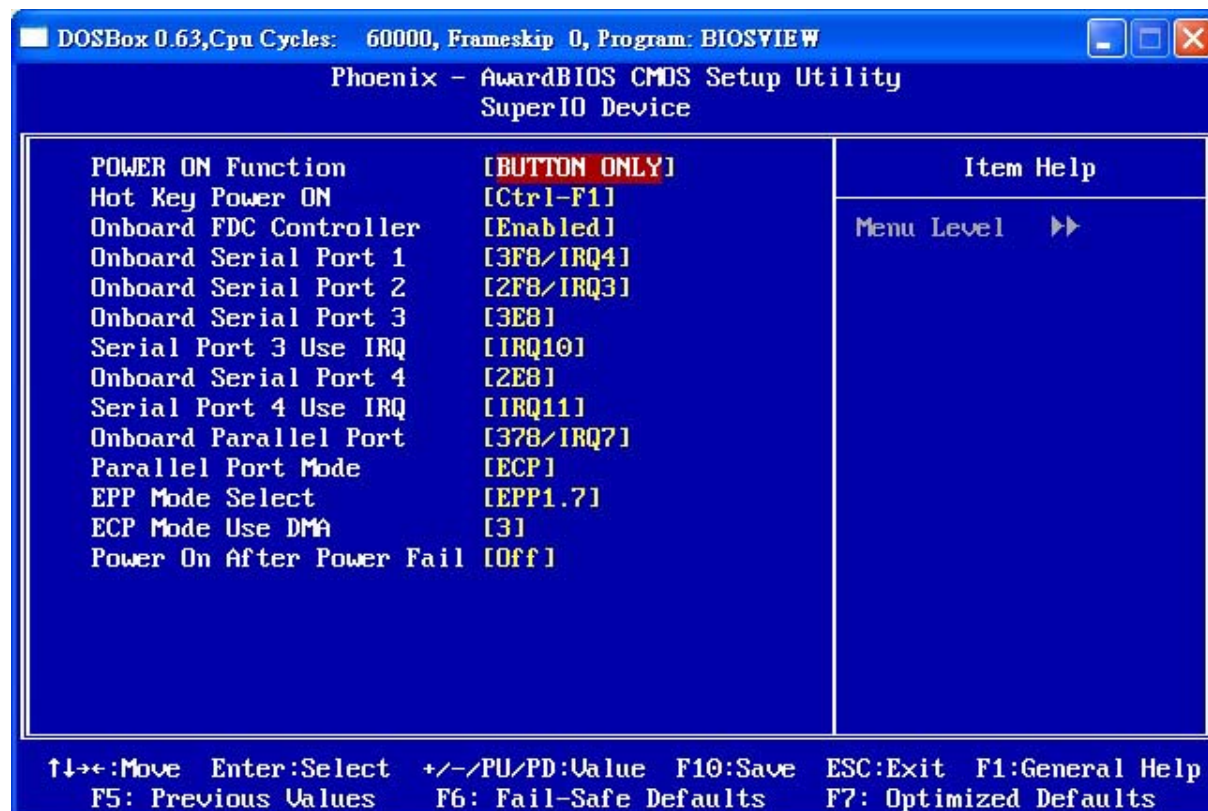 DOSBox 0.63,Cpu Cycles: 60000, Frameskip 0, Program: BIOSVIEW
Phoenix - AwardBIOS CMOS Setup Utility
SuperIO Device
POWER ON Function [BUTTON ONLY]
Hot Key Power ON [Ctrl-F1]
Onboard FDC Controller [Enabled]
Onboard Serial Port 1 [3F8/IRQ4]
Onboard Serial Port 2 [2F8/IRQ3]
Onboard Serial Port 3 [3E8]
Serial Port 3 Use IRQ [IRQ10]
Onboard Serial Port 4 [2E8]
Serial Port 4 Use IRQ [IRQ11]
Onboard Parallel Port [378/IRQ7]
Parallel Port Mode [ECP]
EPP Mode Select [EPP1.7]
ECP Mode Use DMA [3]
Power On After Power Fail [Off]
Item Help
Menu Level ▶▶
↑↓→←:Move Enter:Select +/-/PU/PD:Value F10:Save ESC:Exit F1:General Help
F5: Previous Values F6: Fail-Safe Defaults F7: Optimized Defaults